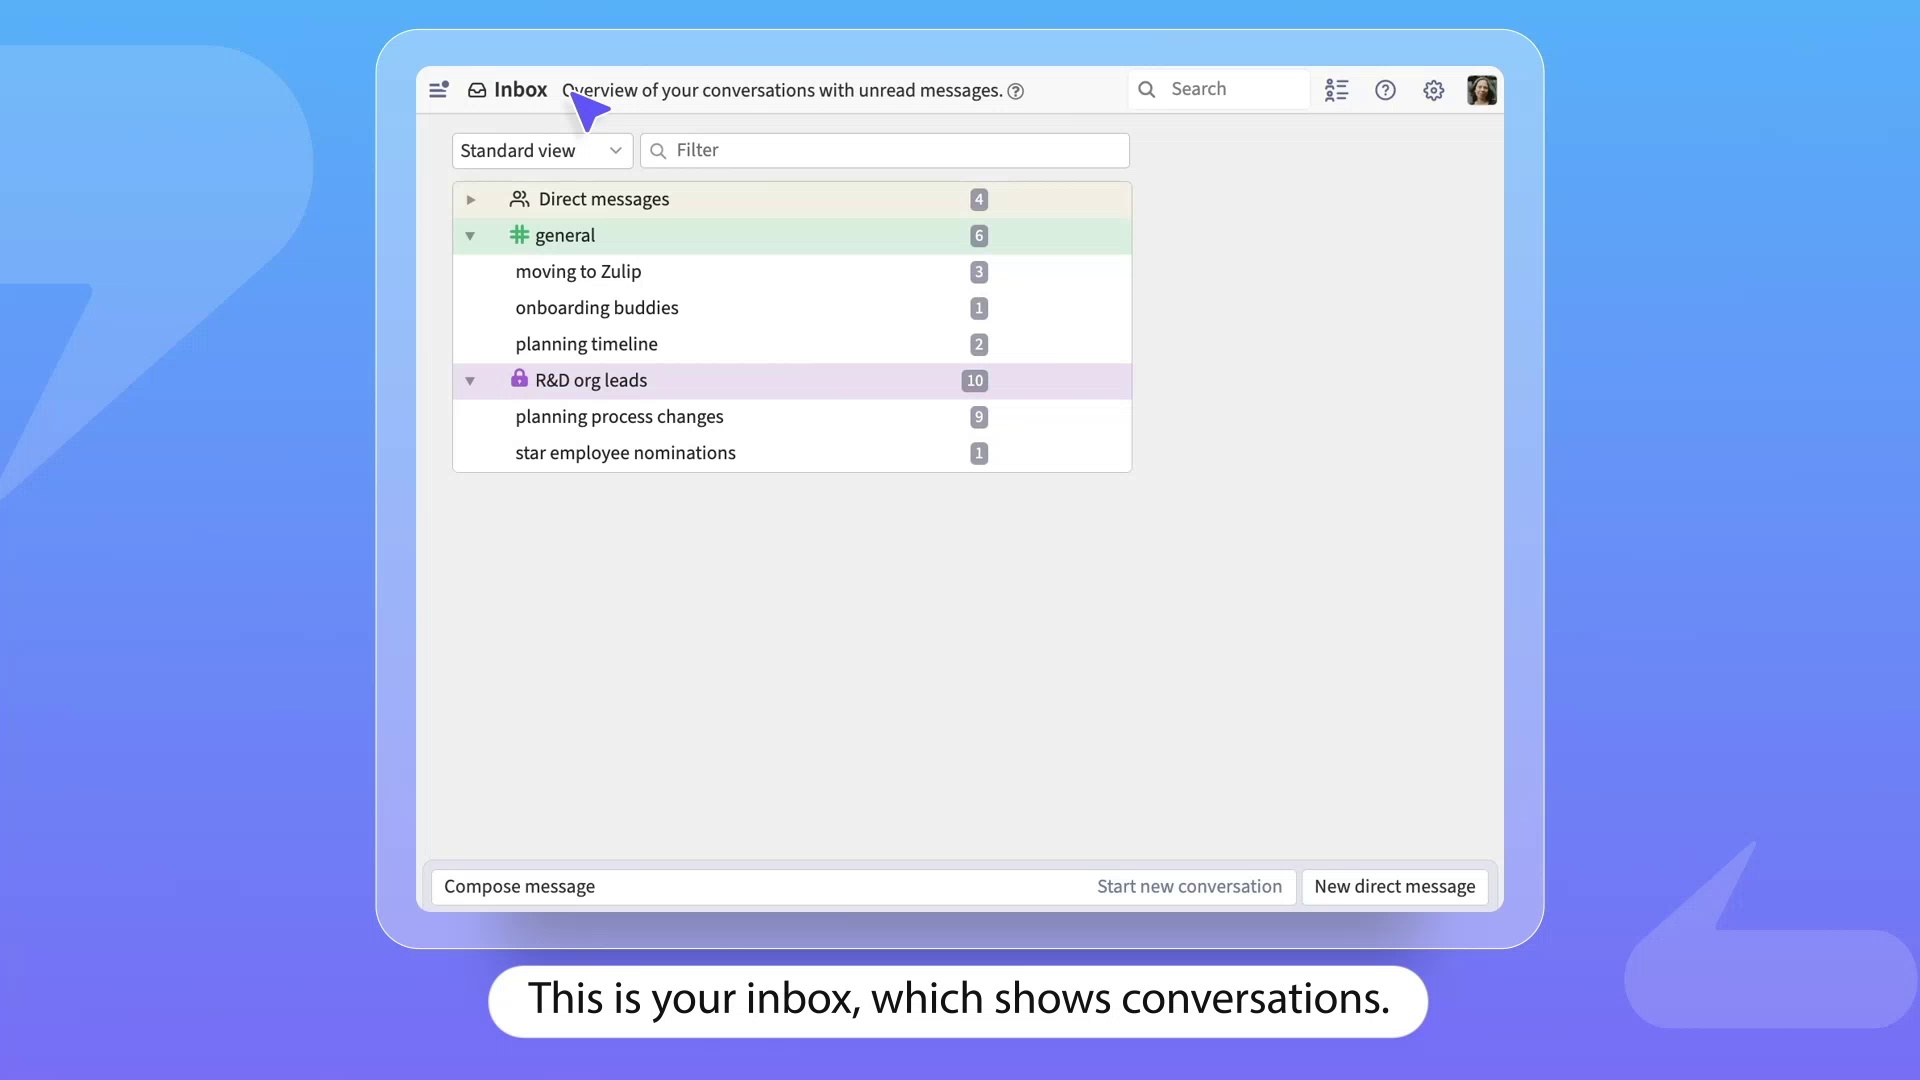 Inbox Overview of your conversations with unread messages.
Search
Standard view
Filter
Direct messages 4
general 6
moving to Zulip 3
onboarding buddies 1
planning timeline 2
R&D org leads 10
planning process changes 9
star employee nominations 1
Compose message Start new conversation New direct message
This is your inbox, which shows conversations.